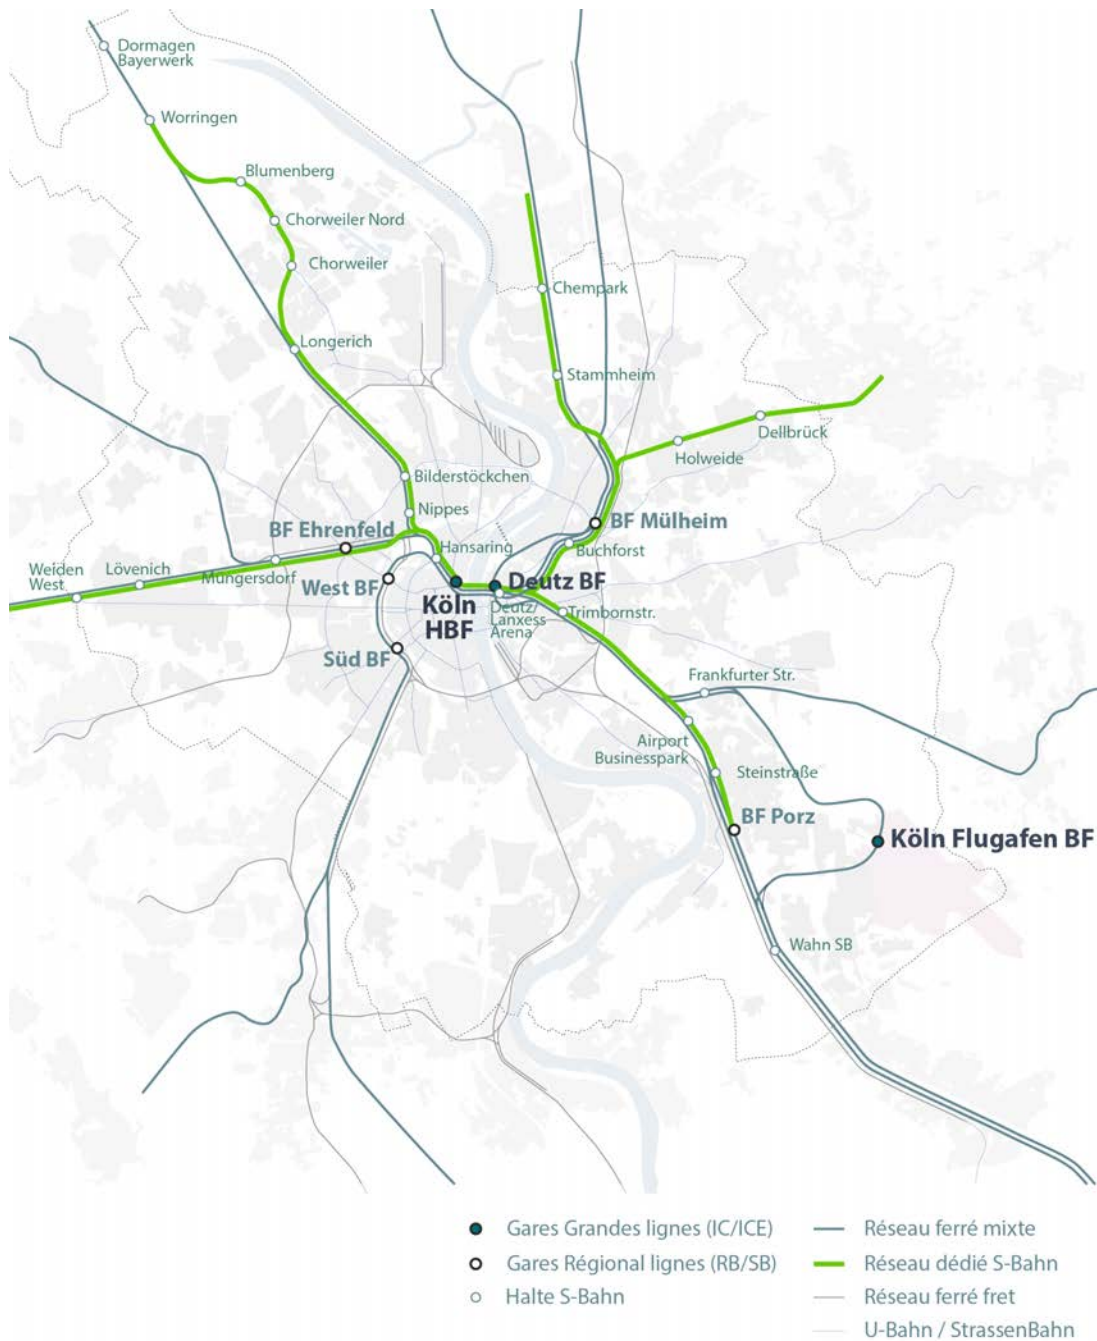 Dormagen
Bayerwerk
Worringen
Blumenberg
Chorweiler Nord
Chorweiler
Chempark
Longerich
Stammheim
Dellbrück
Holweide
Bilderstöckchen
Nippes
BF Mülheim
BF Ehrenfeld
Hansaring
Buchforst
Weiden
West
Lövenich
Müngersdorf
West BF
Köln
HBF
Deutz BF
Deutz/
Lanxess
Arena
Trimbornstr.
Süd BF
Frankfurter Str.
Airport
Businesspark
Steinstraße
BF Porz
Köln Flugafen BF
Wahn SB
Gares Grandes lignes (IC/ICE)
Gares Régional lignes (RB/SB)
Halte S-Bahn
Réseau ferré mixte
Réseau dédié S-Bahn
Réseau ferré fret
U-Bahn / StrassenBahn